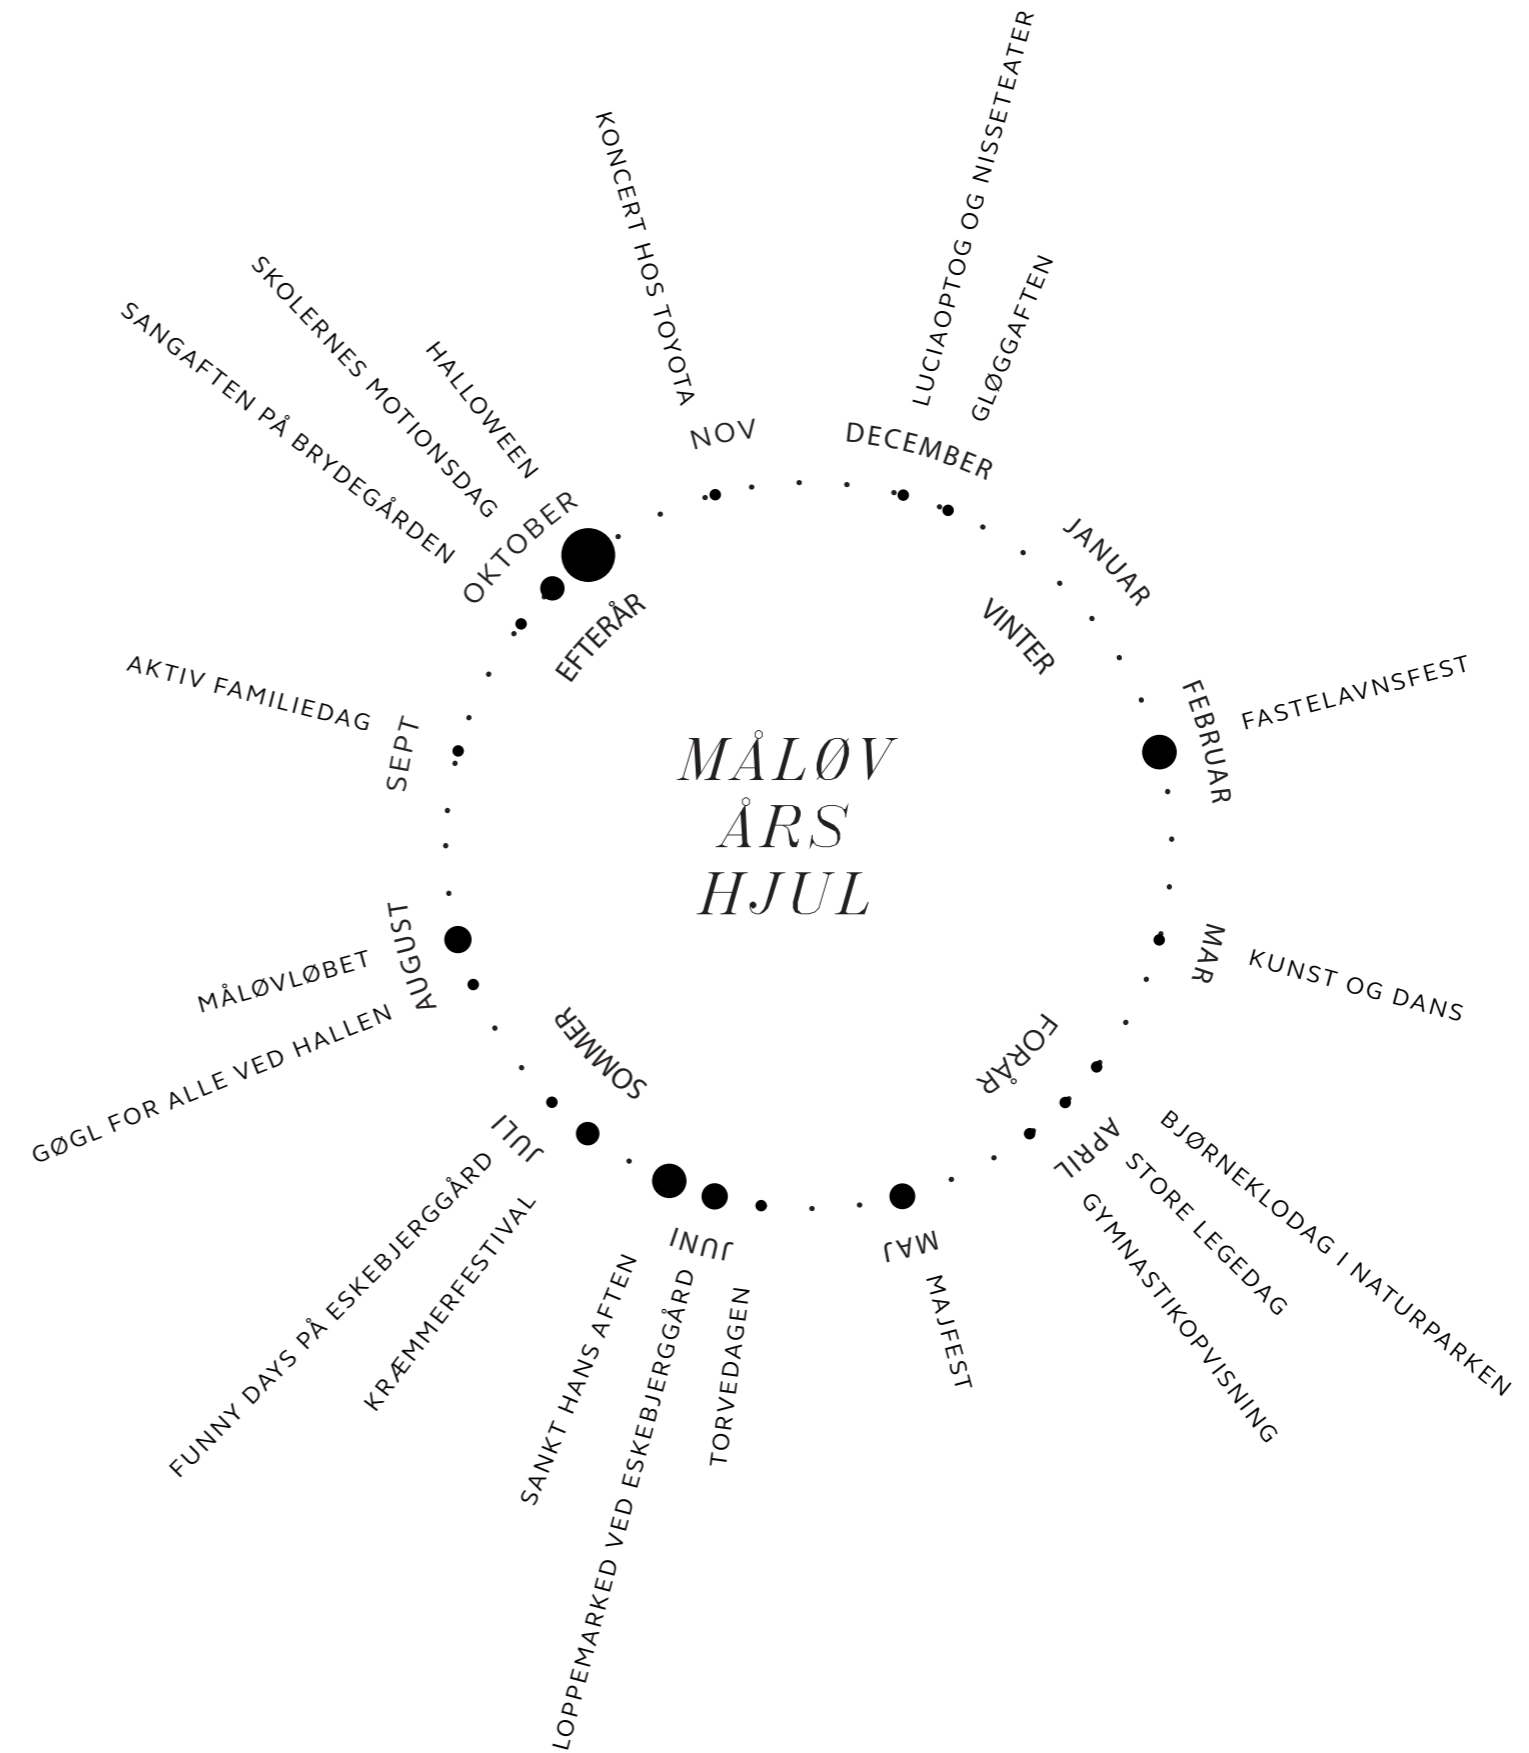 MÅLØV
ÅRS
HJUL
VINTER
DECEMBER
LUCIAOPTOG OG NISSETEATER
GLØGGAFTEN
JANUAR
FEBRUAR
FASTELAVNSFEST
FORÅR
MAR
KUNST OG DANS
APRIL
BJØRNEKLODAG I NATURPARKEN
STORE LEGEDAG
GYMNASTIKOPVISNING
MAJ
MAJFEST
SOMMER
JUNI
TORVEDAGEN
LOPPEMARKED VED ESKEBJERGGÅRD
SANKT HANS AFTEN
JULI
KRÆMMERFESTIVAL
FUNNY DAYS PÅ ESKEBJERGGÅRD
AUGUST
GØGL FOR ALLE VED HALLEN
MÅLØVLØBET
EFTERÅR
SEPT
AKTIV FAMILIEDAG
OKTOBER
SANGAFTEN PÅ BRYDEGÅRDEN
SKOLERNES MOTIONSDAG
HALLOWEEN
NOV
KONCERT HOS TOYOTA